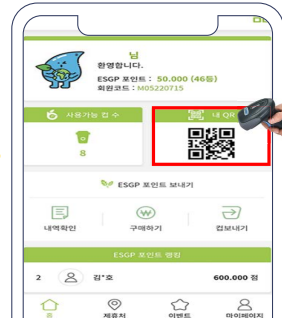 님
환영합니다.
ESGP 포인트 : 50.000 (46등)
회원코드 : M05220715
사용가능 컵 수
내 QR
8
ESGP 포인트 보내기
내역확인
구매하기
컵보내기
ESGP 포인트 랭킹
2 김*호 600.000 점
홈
제휴처
이벤트
마이페이지